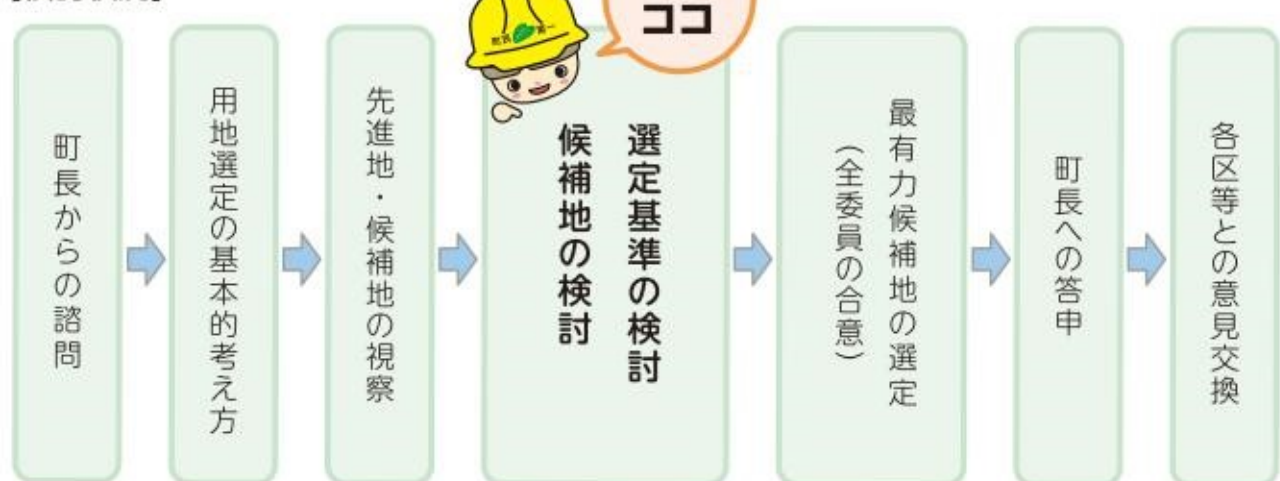 ココ
町長からの諮問
用地選定の基本的考え方
先進地・候補地の視察
選定基準の検討
候補地の検討
最有力候補地の選定
（全委員の合意）
町長への答申
各区等との意見交換